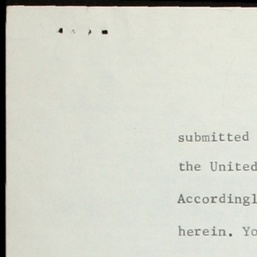 submitted
the United
Accordingl
herein. Yo